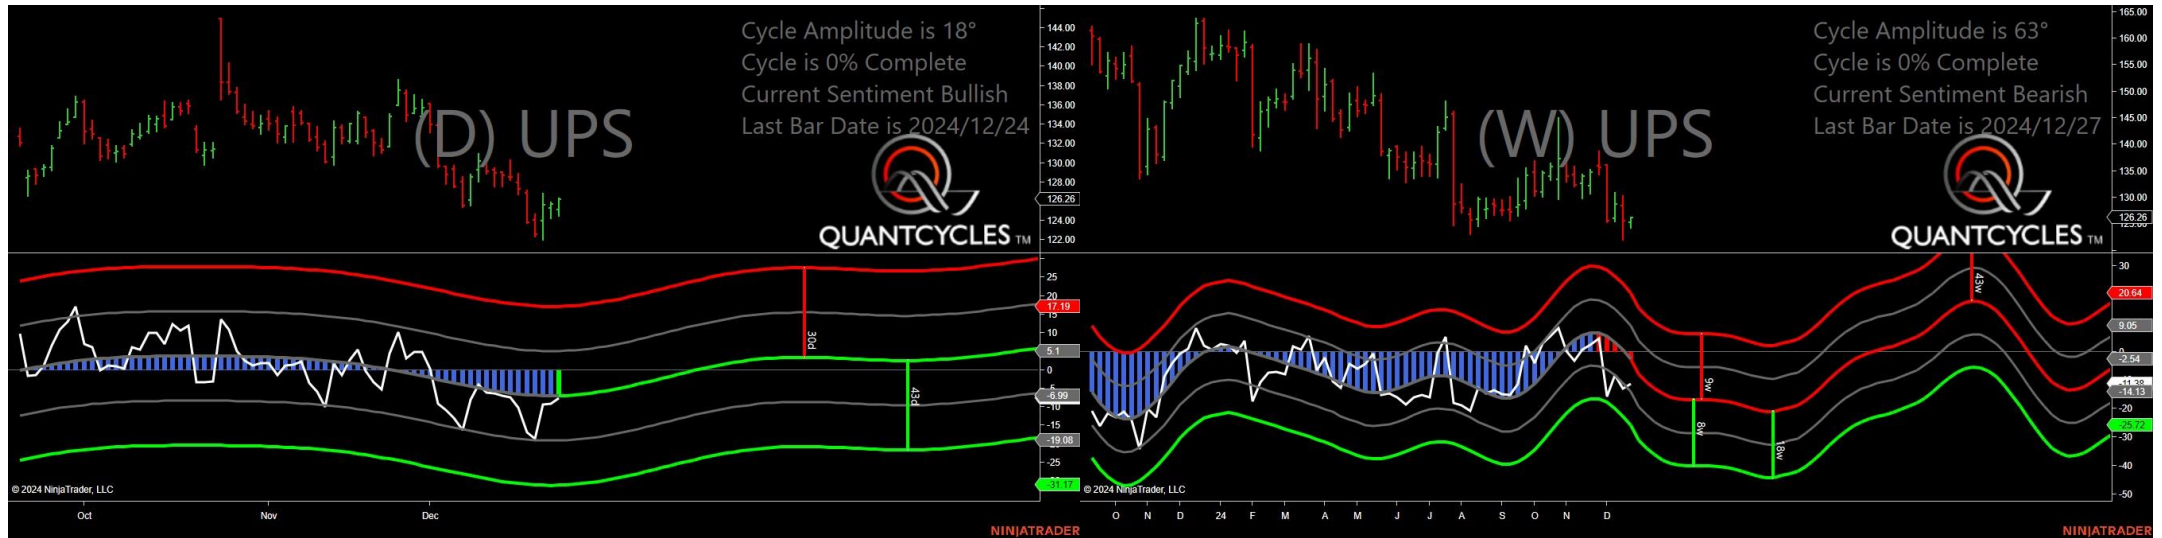 Cycle Amplitude is 18°
Cycle is 0% Complete
Current Sentiment Bullish
Last Bar Date is 2024/12/24
(D) UPS
QUANTCYCLES TM
144.00
142.00
140.00
138.00
136.00
134.00
132.00
130.00
128.00
126.26
124.00
122.00
25
20
17.19
15
10
5.1
0
-5
-6.99
-10
-15
-19.08
-25
-31.17
30d
43d
© 2024 NinjaTrader, LLC
Oct Nov Dec
NINJATRADER
Cycle Amplitude is 63°
Cycle is 0% Complete
Current Sentiment Bearish
Last Bar Date is 2024/12/27
(W) UPS
QUANTCYCLES TM
165.00
160.00
155.00
150.00
145.00
140.00
135.00
130.00
126.26
125.00
30
20.64
9.05
0
-2.54
-11.38
-14.13
-20
-25.72
-30
-40
-50
9w
8w
18w
43w
© 2024 NinjaTrader, LLC
O N D 24 F M A M J J A S O N D
NINJATRADER